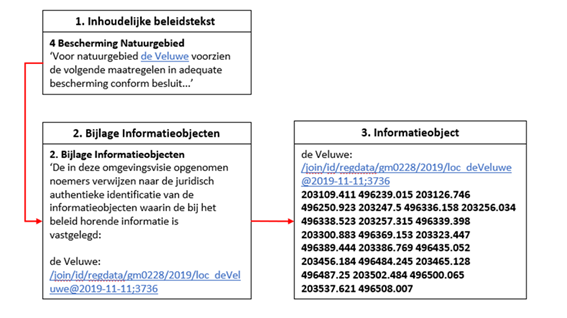 1. Inhoudelijke beleidstekst
4 Bescherming Natuurgebied
‘Voor natuurgebied de Veluwe voorzien
de volgende maatregelen in adequate
bescherming conform besluit...’
2. Bijlage Informatieobjecten
2. Bijlage Informatieobjecten
‘De in deze omgevingsvisie opgenomen
noemers verwijzen naar de juridisch
authentieke identificatie van de
informatieobjecten waarin de bij het
beleid horende informatie is
vastgelegd:
de Veluwe:
/join/id/regdata/gm0228/2019/loc_deVel
uwe@2019-11-11;3736
3. Informatieobject
de Veluwe:
/join/id/regdata/gm0228/2019/loc_deVeluwe
@2019-11-11;3736
203109.411 496239.015 203126.746
496250.923 203247.5 496336.158 203256.034
496338.523 203257.315 496339.398
203300.883 496369.153 203323.447
496389.444 203386.769 496435.052
203456.184 496484.245 203465.128
496487.25 203502.484 496500.065
203537.621 496508.007